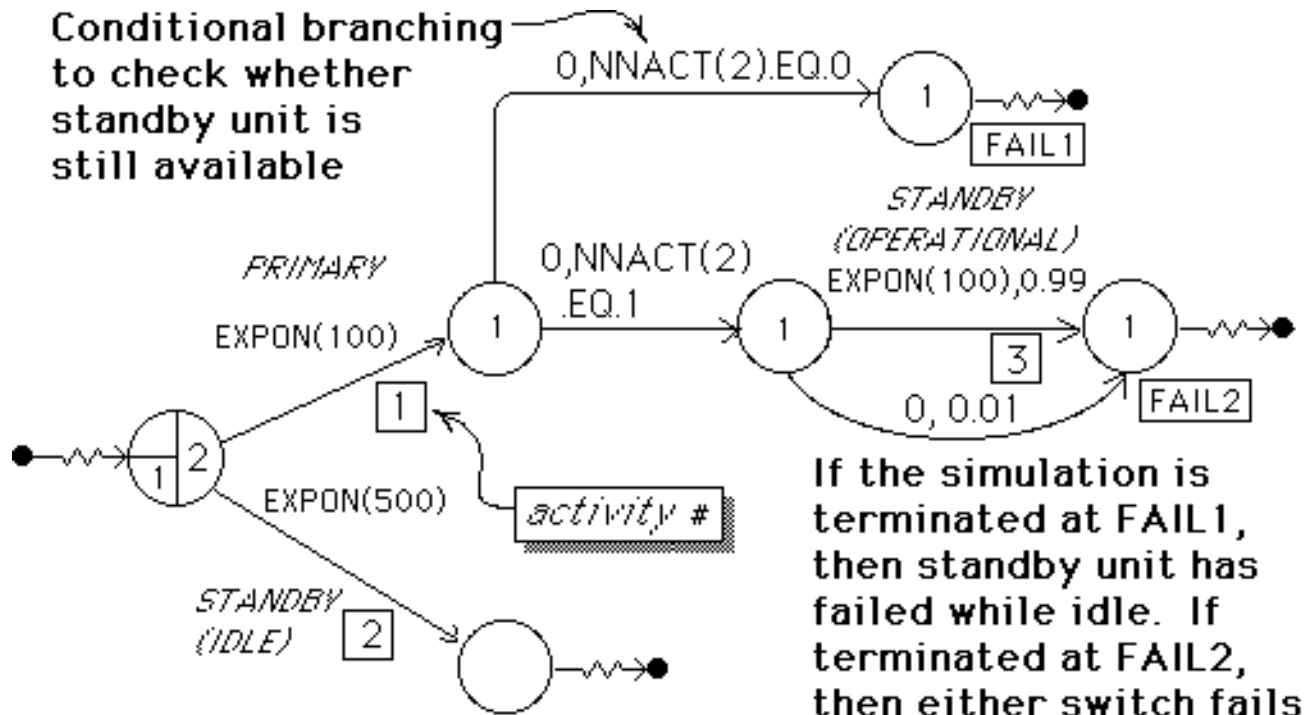 Conditional branching
to check whether
standby unit is
still available
0,NNACT(2).EQ.0
1
FAIL1
STANDBY
(OPERATIONAL)
EXPON(100),0.99
PRIMARY
EXPON(100)
1
0,NNACT(2)
.EQ.1
1
3
1
0, 0.01
FAIL2
1
1
2
EXPON(500)
activity #
STANDBY
(IDLE)
2
If the simulation is
terminated at FAIL1,
then standby unit has
failed while idle. If
terminated at FAIL2,
then either switch fails